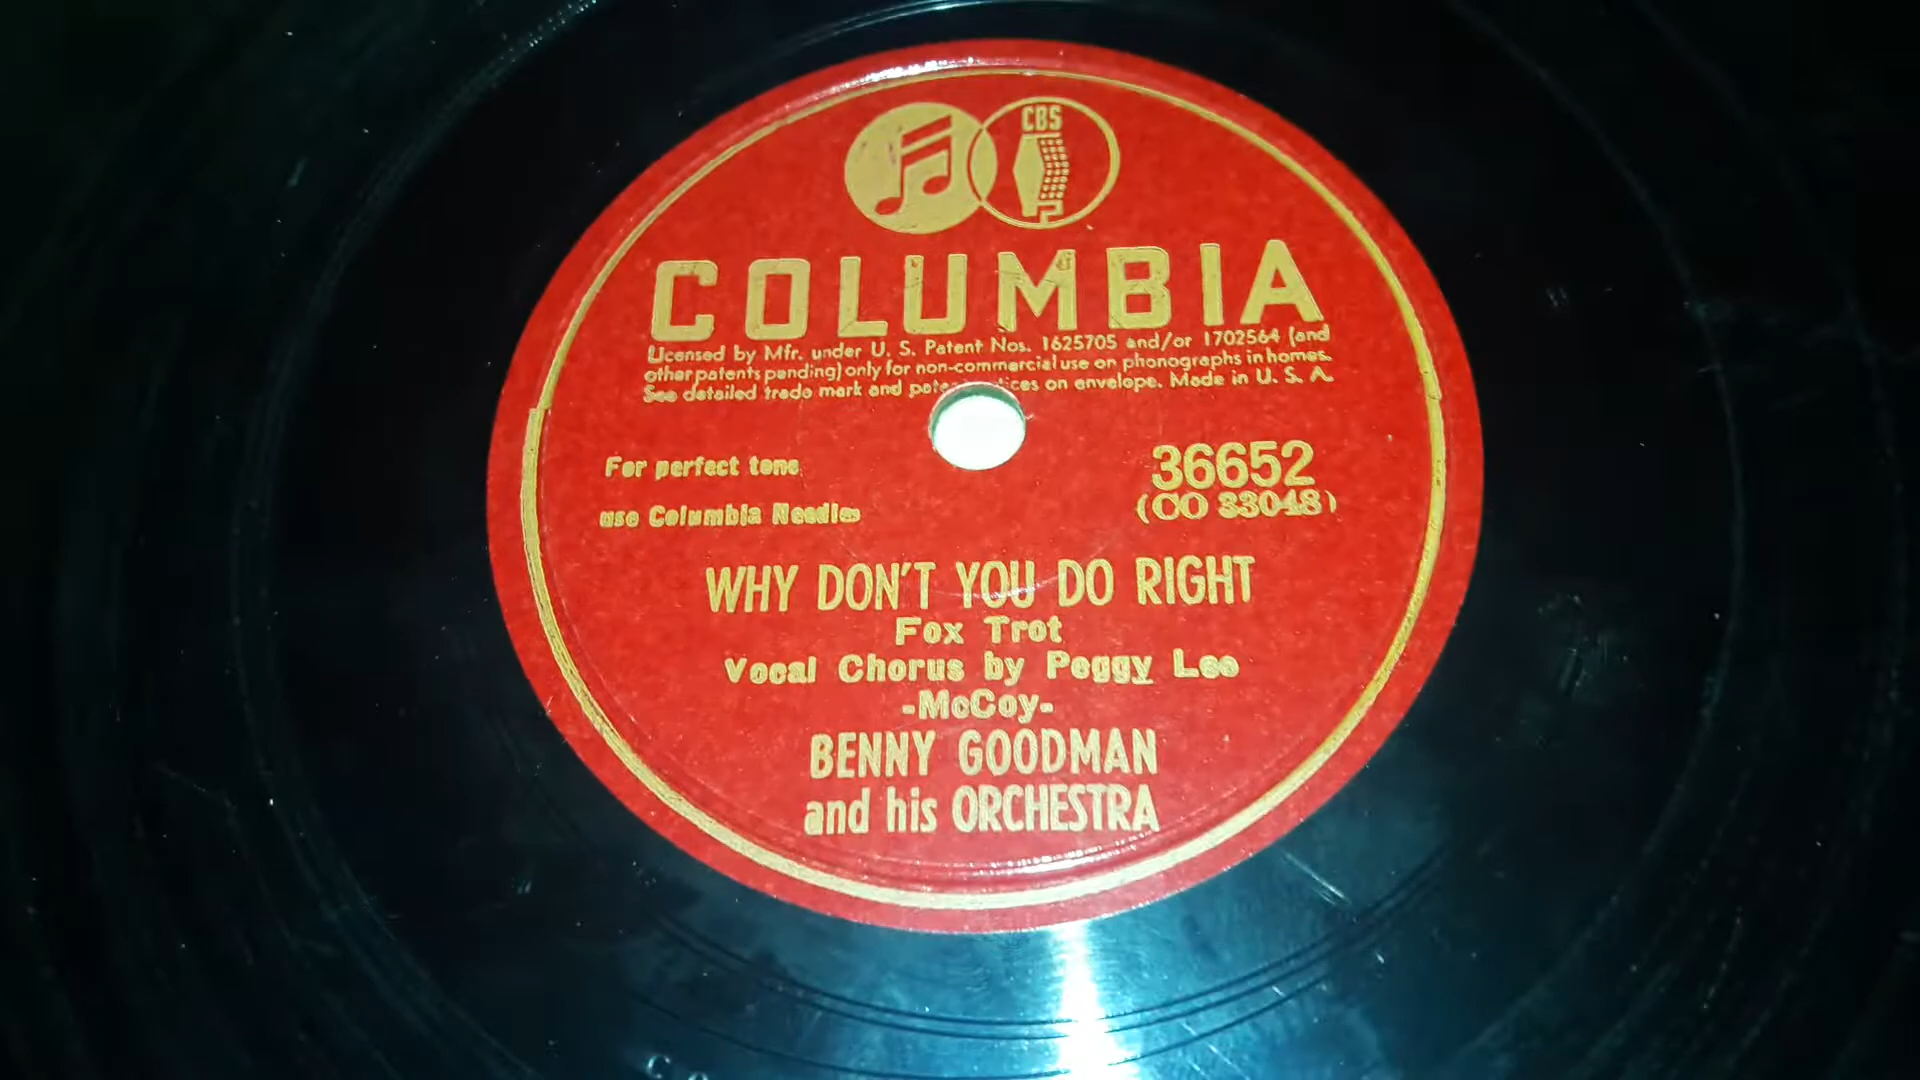 CBS
COLUMBIA
Licensed by Mfr. under U. S. Patent Nos. 1625705 and/or 1702564 (and
other patents pending) only for non-commercial use on phonographs in homes.
See detailed trade mark and on envelope. Made in U. S. A.
For perfect tone
use Columbia Needles
36652
(CO 33048)
WHY DON'T YOU DO RIGHT
Fox Trot
Vocal Chorus by Peggy Lee
-McCoy-
BENNY GOODMAN
and his ORCHESTRA